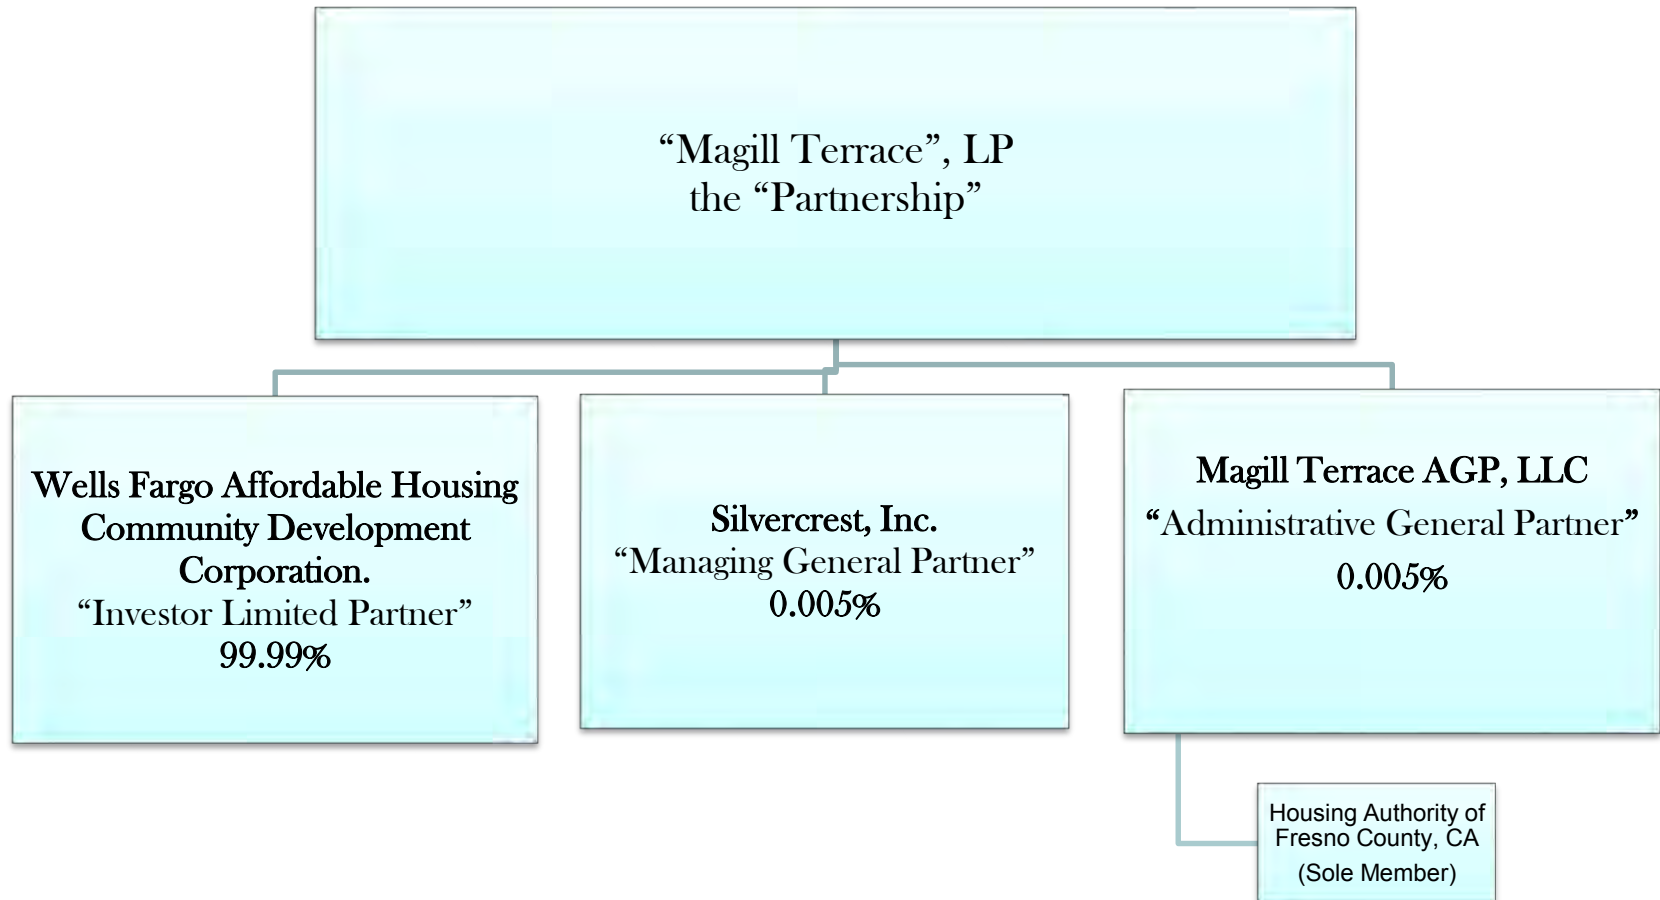 “Magill Terrace”, LP
the “Partnership”
Wells Fargo Affordable Housing
Community Development
Corporation.
“Investor Limited Partner”
99.99%
Silvercrest, Inc.
“Managing General Partner”
0.005%
Magill Terrace AGP, LLC
“Administrative General Partner”
0.005%
Housing Authority of
Fresno County, CA
(Sole Member)